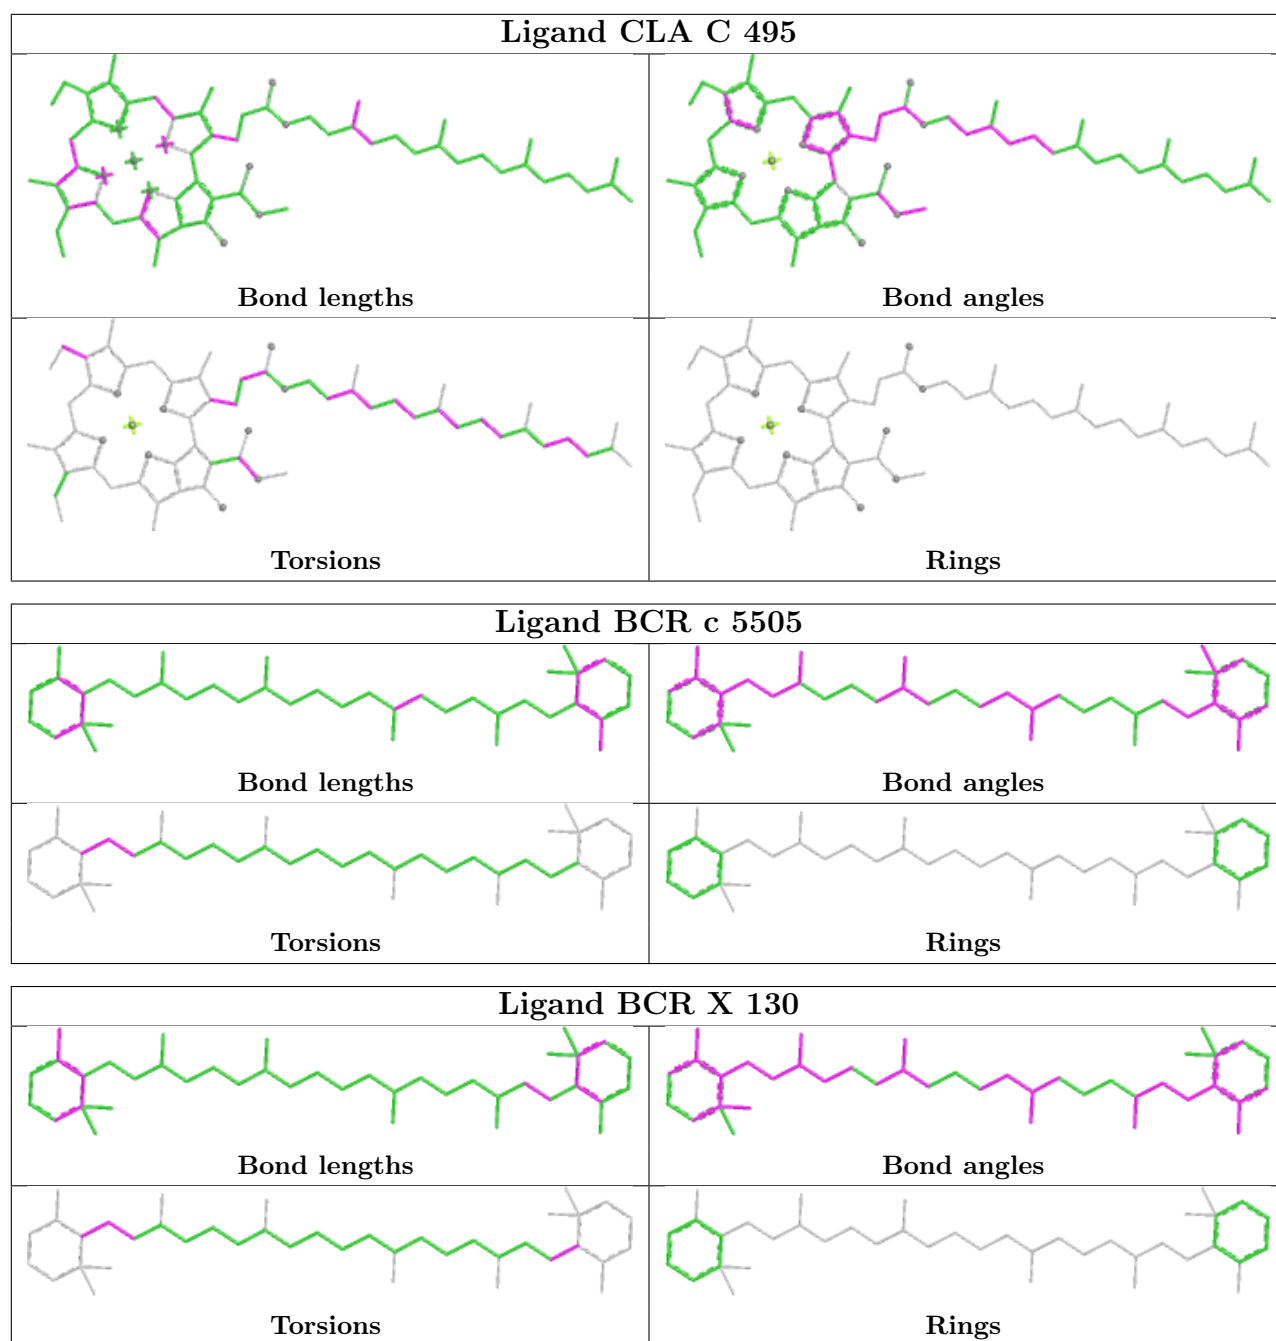 Ligand CLA C 495
Bond lengths
Bond angles
Torsions
Rings
Ligand BCR c 5505
Bond lengths
Bond angles
Torsions
Rings
Ligand BCR X 130
Bond lengths
Bond angles
Torsions
Rings